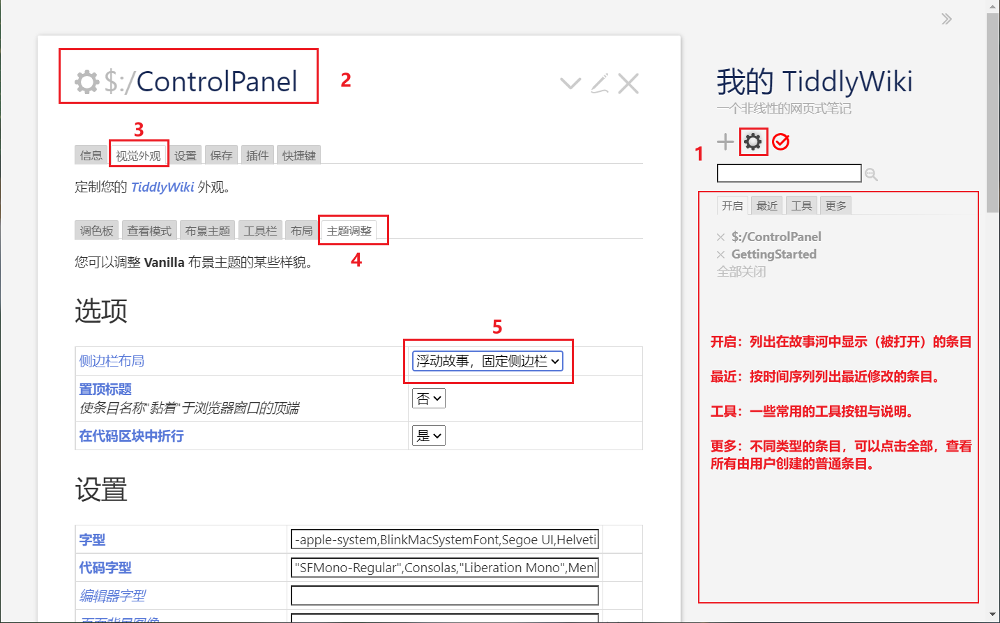 $:/ControlPanel
2
3
信息 视觉外观 设置 保存 插件 快捷键
定制您的 TiddlyWiki 外观。
调色板 查看模式 布景主题 工具栏 布局 主题调整
4
您可以调整 Vanilla 布景主题的某些样貌。
选项
5
侧边栏布局 浮动故事，固定侧边栏
置顶标题
使条目名称"黏着"于浏览器窗口的顶端 否
在代码区块中折行 是
设置
字型 -apple-system,BlinkMacSystemFont,Segoe UI,Helveti
代码字型 "SFMono-Regular",Consolas,"Liberation Mono",Menl
编辑器字型
页面背景图像
我的 TiddlyWiki
一个非线性的网页式笔记
1
开启 最近 工具 更多
$:/ControlPanel
GettingStarted
全部关闭
开启：列出在故事河中显示（被打开）的条目
最近：按时间序列列出最近修改的条目。
工具：一些常用的工具按钮与说明。
更多：不同类型的条目，可以点击全部，查看
所有由用户创建的普通条目。